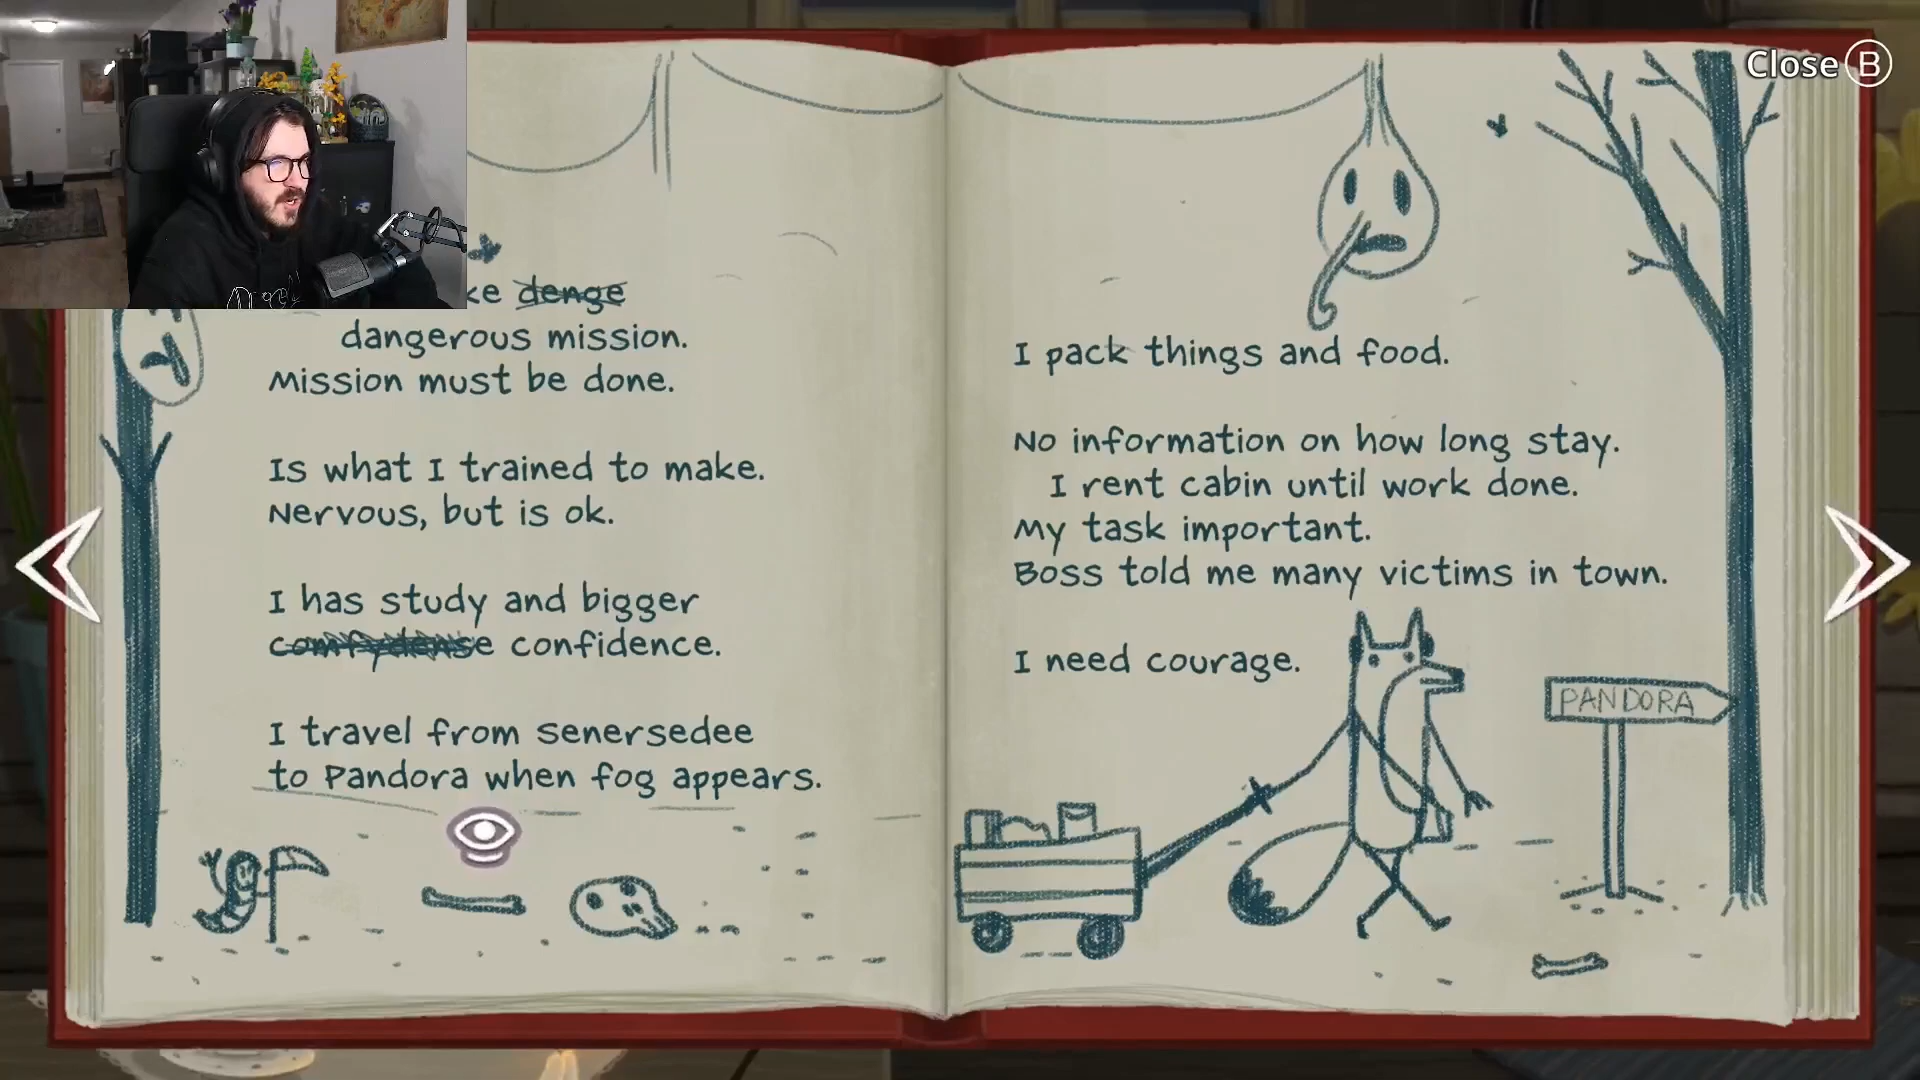 Close B
denge
dangerous mission.
Mission must be done.
Is what I trained to make.
Nervous, but is ok.
I has study and bigger
comfydense confidence.
I travel from Senersedee
to Pandora when fog appears.
I pack things and food.
No information on how long stay.
I rent cabin until work done.
My task important.
Boss told me many victims in town.
I need courage.
PANDORA